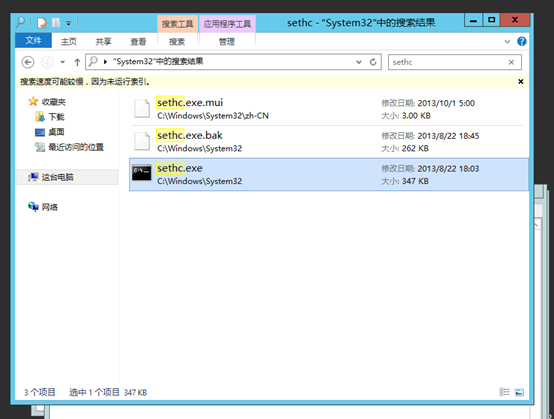 搜索工具
应用程序工具
sethc - "System32"中的搜索结果
文件
主页
共享
查看
搜索
管理
"System32"中的搜索结果
sethc
搜索速度可能较慢，因为未运行索引。
收藏夹
下载
桌面
最近访问的位置
这台电脑
网络
sethc.exe.mui
修改日期: 2013/10/1 5:00
C:\Windows\System32\zh-CN
大小: 3.00 KB
sethc.exe.bak
修改日期: 2013/8/22 18:45
C:\Windows\System32
大小: 262 KB
sethc.exe
修改日期: 2013/8/22 18:03
C:\Windows\System32
大小: 347 KB
3 个项目 选中 1 个项目 347 KB